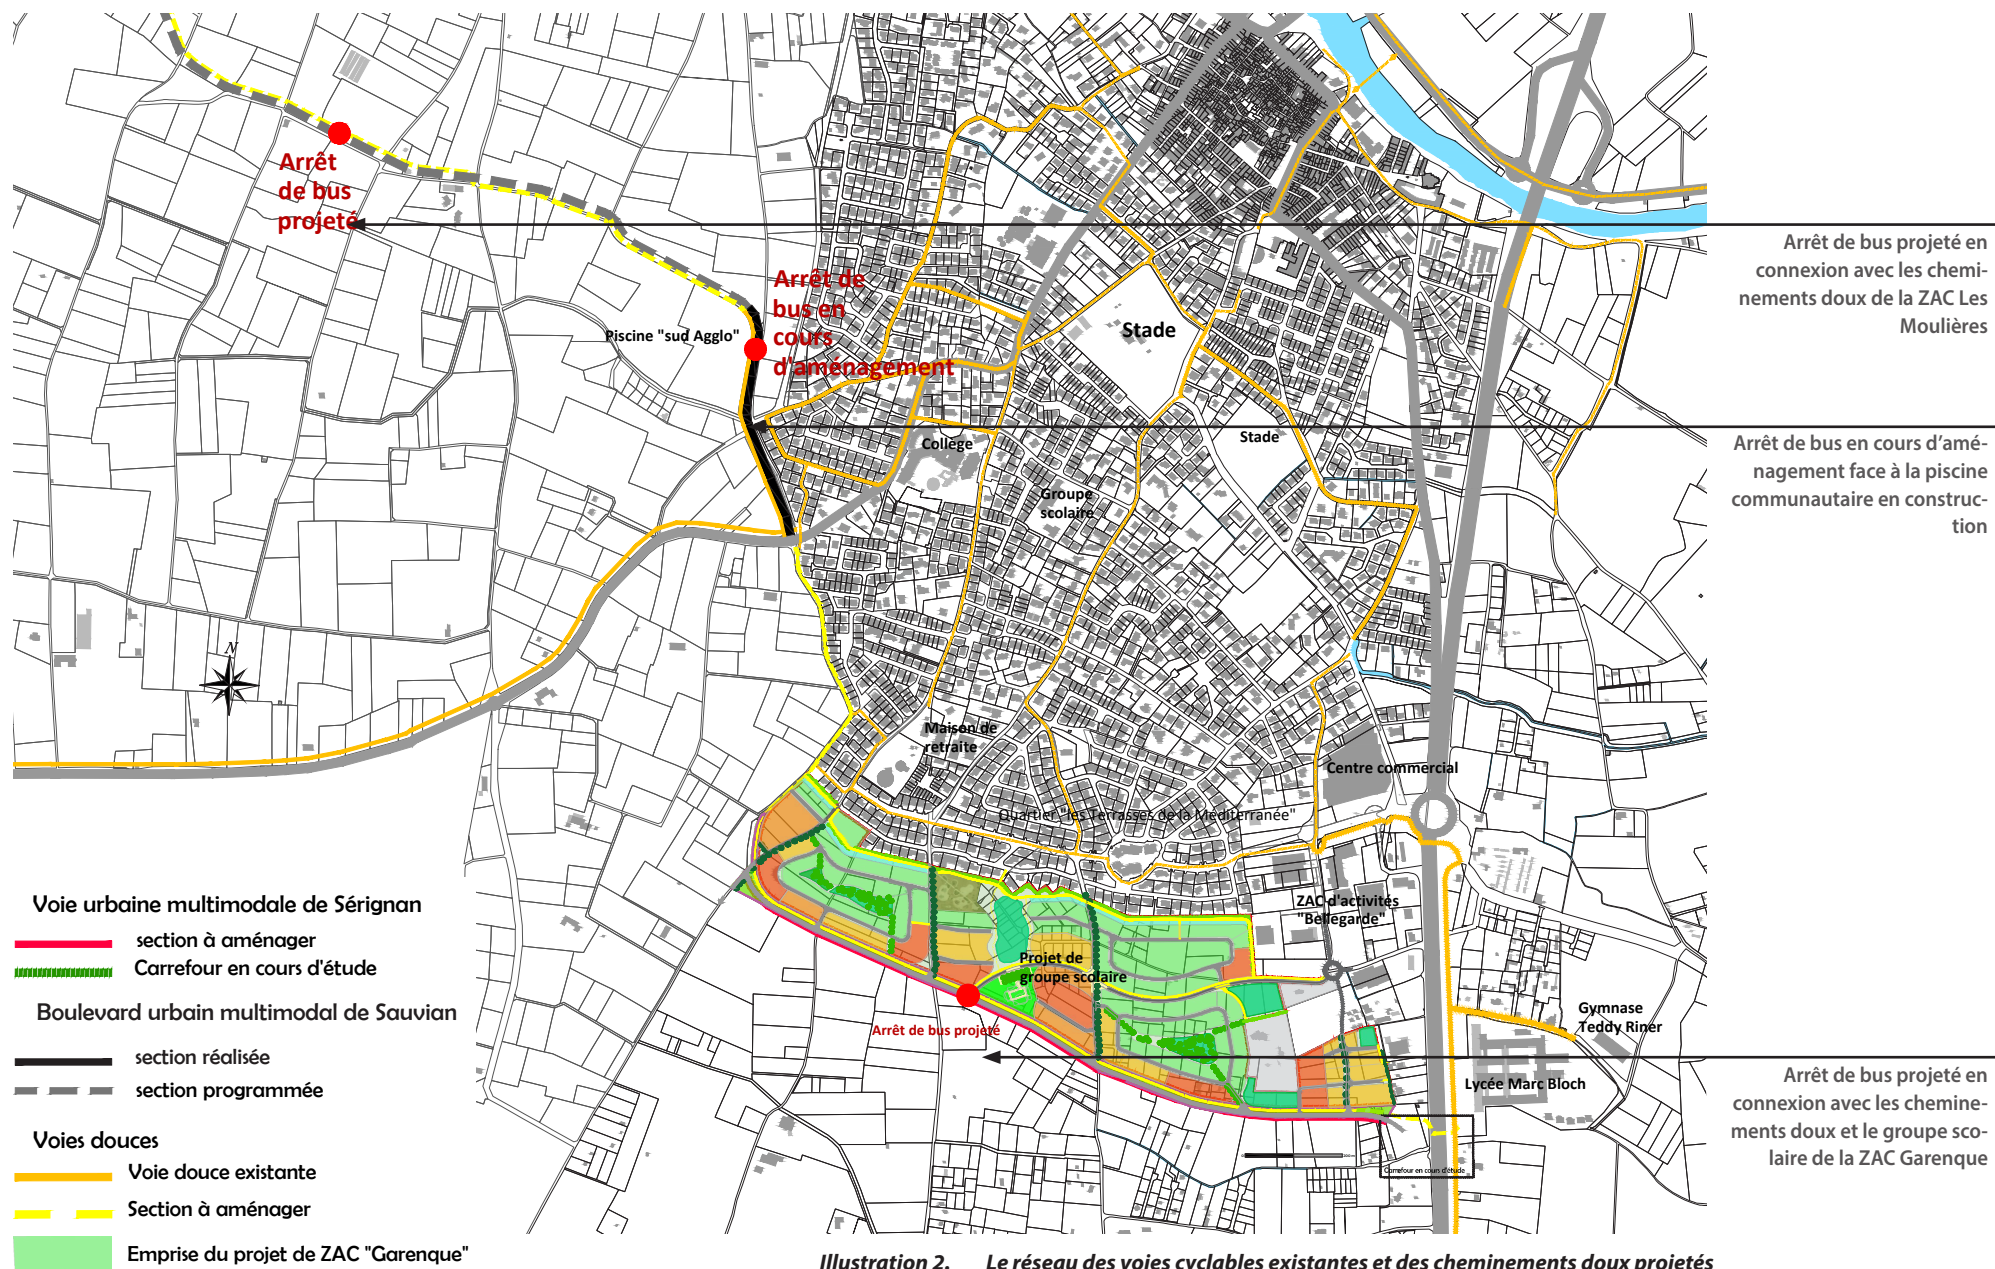 Arrêt
de bus
projeté
Arrêt de bus projeté en
connexion avec les chemi-
nements doux de la ZAC Les
Moulières
Arrêt de
bus en
cours
d'aménagement
Piscine "sud Agglo"
Stade
Stade
Collège
Arrêt de bus en cours d'amé-
nagement face à la piscine
communautaire en construc-
tion
Groupe
scolaire
N
Maison de
retraite
Centre commercial
Quartier "les Terrasses de la Méditerranée"
ZAC d'activités
"Bellegarde"
Projet de
groupe scolaire
Arrêt de bus projeté
Gymnase
Teddy Riner
Lycée Marc Bloch
Arrêt de bus projeté en
connexion avec les chemine-
ments doux et le groupe sco-
laire de la ZAC Garenque
Carrefour en cours d'étude
Voie urbaine multimodale de Sérignan
section à aménager
Carrefour en cours d'étude
Boulevard urbain multimodal de Sauvian
section réalisée
section programmée
Voies douces
Voie douce existante
Section à aménager
Emprise du projet de ZAC "Garenque"
Illustration 2. Le réseau des voies cyclables existantes et des cheminements doux projetés